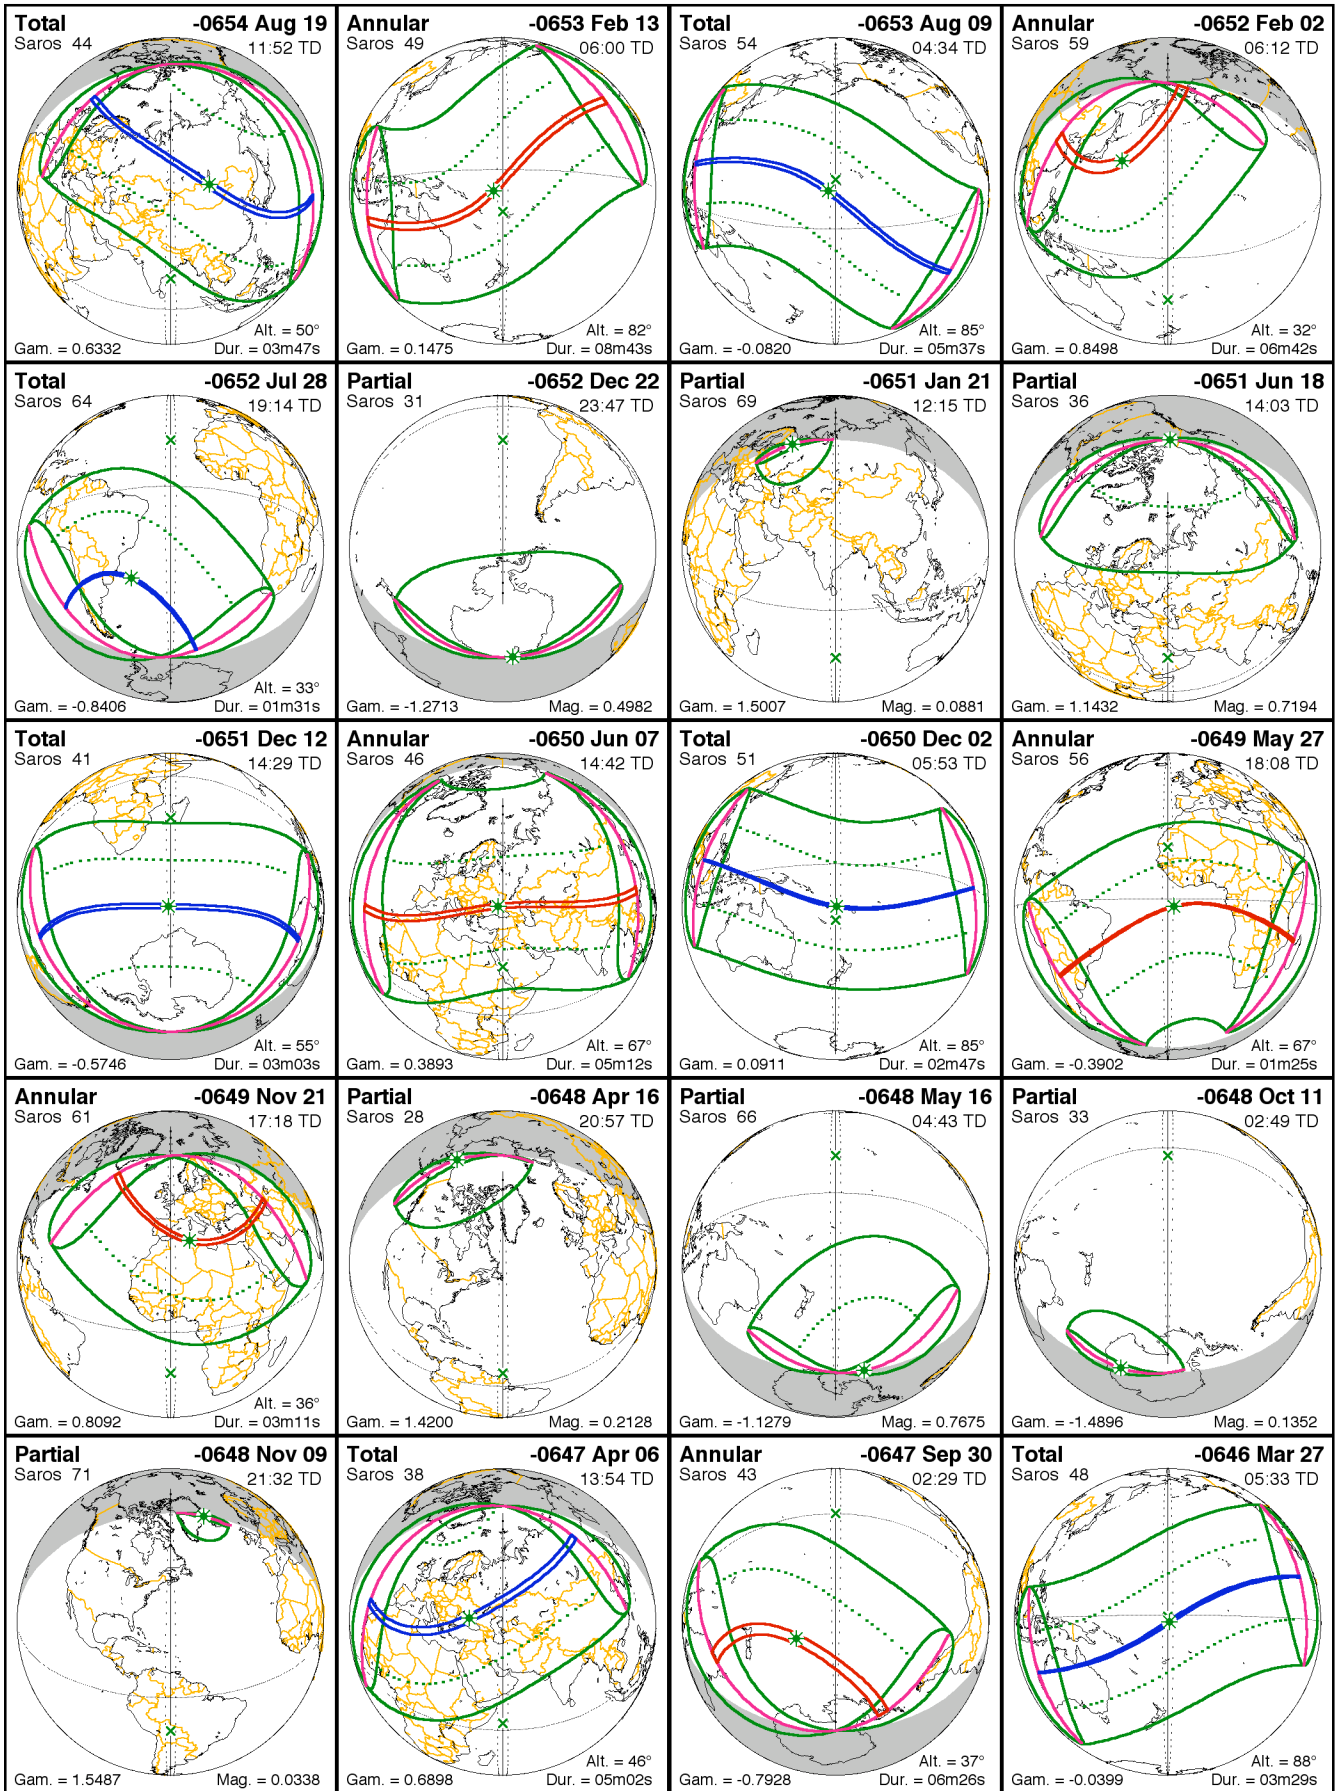 Total -0654 Aug 19
Saros 44 11:52 TD
Alt. = 50°
Gam. = 0.6332 Dur. = 03m47s
Annular -0653 Feb 13
Saros 49 06:00 TD
Alt. = 82°
Gam. = 0.1475 Dur. = 08m43s
Total -0653 Aug 09
Saros 54 04:34 TD
Alt. = 85°
Gam. = -0.0820 Dur. = 05m37s
Annular -0652 Feb 02
Saros 59 06:12 TD
Alt. = 32°
Gam. = 0.8498 Dur. = 06m42s
Total -0652 Jul 28
Saros 64 19:14 TD
Alt. = 33°
Gam. = -0.8406 Dur. = 01m31s
Partial -0652 Dec 22
Saros 31 23:47 TD
Gam. = -1.2713 Mag. = 0.4982
Partial -0651 Jan 21
Saros 69 12:15 TD
Gam. = 1.5007 Mag. = 0.0881
Partial -0651 Jun 18
Saros 36 14:03 TD
Gam. = 1.1432 Mag. = 0.7194
Total -0651 Dec 12
Saros 41 14:29 TD
Alt. = 55°
Gam. = -0.5746 Dur. = 03m03s
Annular -0650 Jun 07
Saros 46 14:42 TD
Alt. = 67°
Gam. = 0.3893 Dur. = 05m12s
Total -0650 Dec 02
Saros 51 05:53 TD
Alt. = 85°
Gam. = 0.0911 Dur. = 02m47s
Annular -0649 May 27
Saros 56 18:08 TD
Alt. = 67°
Gam. = -0.3902 Dur. = 01m25s
Annular -0649 Nov 21
Saros 61 17:18 TD
Alt. = 36°
Gam. = 0.8092 Dur. = 03m11s
Partial -0648 Apr 16
Saros 28 20:57 TD
Gam. = 1.4200 Mag. = 0.2128
Partial -0648 May 16
Saros 66 04:43 TD
Gam. = -1.1279 Mag. = 0.7675
Partial -0648 Oct 11
Saros 33 02:49 TD
Gam. = -1.4896 Mag. = 0.1352
Partial -0648 Nov 09
Saros 71 21:32 TD
Gam. = 1.5487 Mag. = 0.0338
Total -0647 Apr 06
Saros 38 13:54 TD
Alt. = 46°
Gam. = 0.6898 Dur. = 05m02s
Annular -0647 Sep 30
Saros 43 02:29 TD
Alt. = 37°
Gam. = -0.7928 Dur. = 06m26s
Total -0646 Mar 27
Saros 48 05:33 TD
Alt. = 88°
Gam. = -0.0399 Dur. = 03m29s